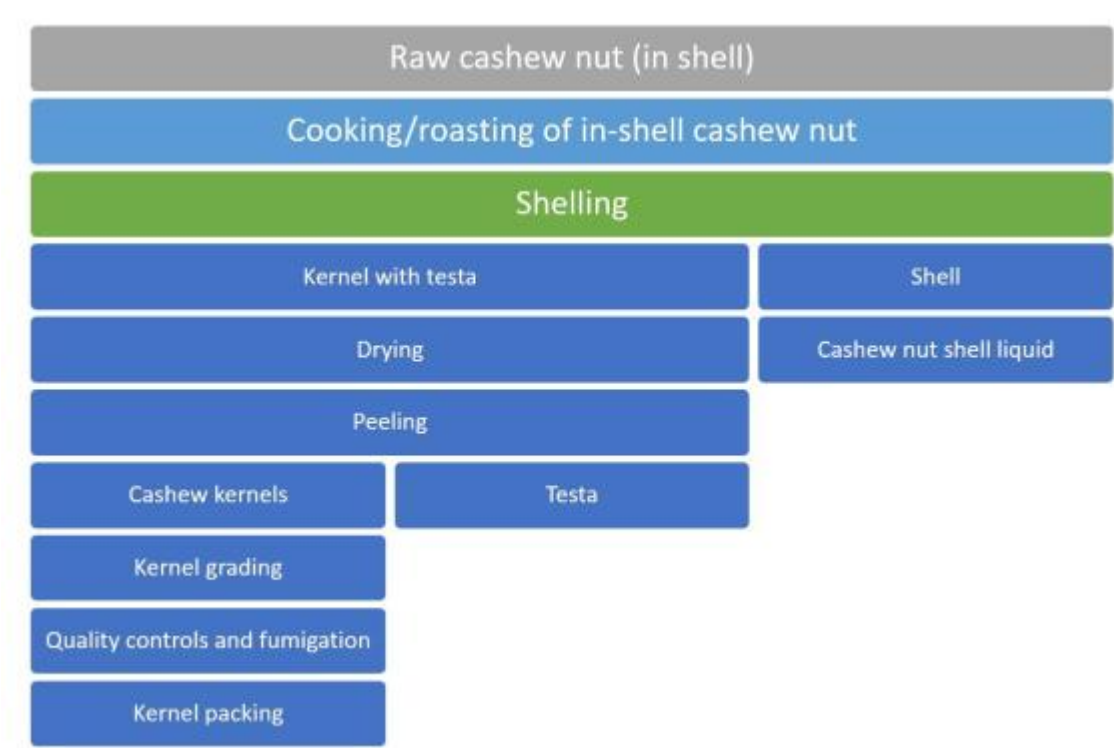 Raw cashew nut (in shell)
Cooking/roasting of in-shell cashew nut
Shelling
Kernel with testa
Shell
Drying
Cashew nut shell liquid
Peeling
Cashew kernels
Testa
Kernel grading
Quality controls and fumigation
Kernel packing